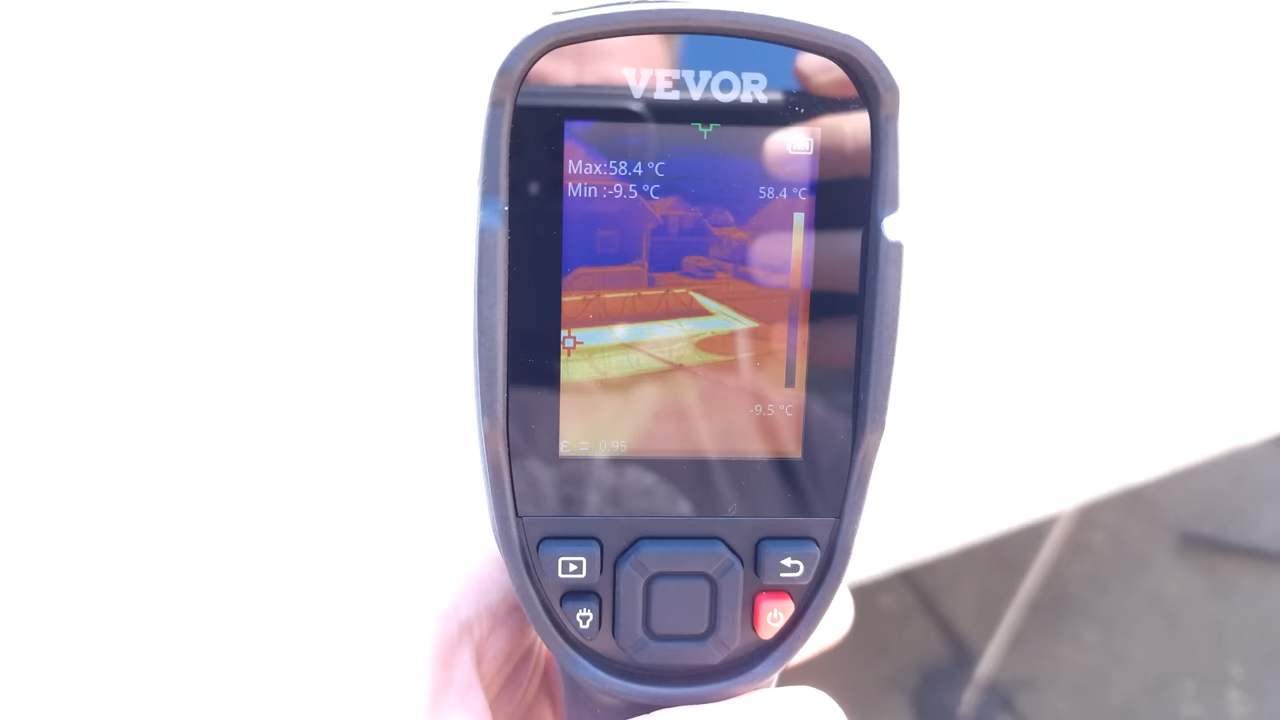 VEVOR
Max:58.4 °C
Min :-9.5 °C
58.4 °C
-9.5 °C
ε = 0.95